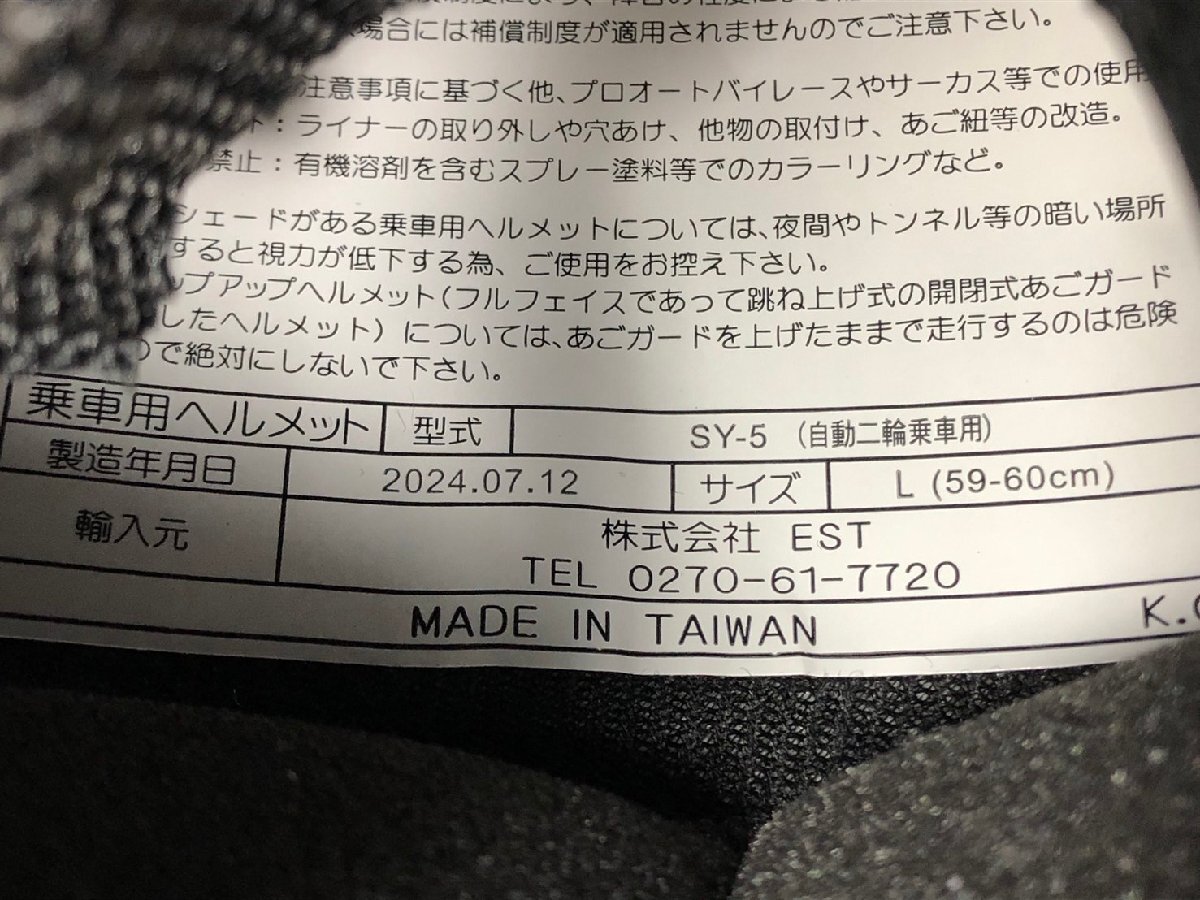 場合には補償制度が適用されませんのでご注意下さい。
注意事項に基づく他、プロオートバイレースやサーカス等での使用
：ライナーの取り外しや穴あけ、他物の取付け、あご紐等の改造。
禁止：有機溶剤を含むスプレー塗料等でのカラーリングなど。
シェードがある乗車用ヘルメットについては、夜間やトンネル等の暗い場所
すると視力が低下する為、ご使用をお控え下さい。
ップアップヘルメット（フルフェイスであって跳ね上げ式の開閉式あごガード
したヘルメット）については、あごガードを上げたままで走行するのは危険
ので絶対にしないで下さい。
乗車用ヘルメット 型式 SY-5 （自動二輪乗車用）
製造年月日 2024.07.12 サイズ L (59-60cm)
輸入元 株式会社 EST
TEL 0270-61-7720
MADE IN TAIWAN K.